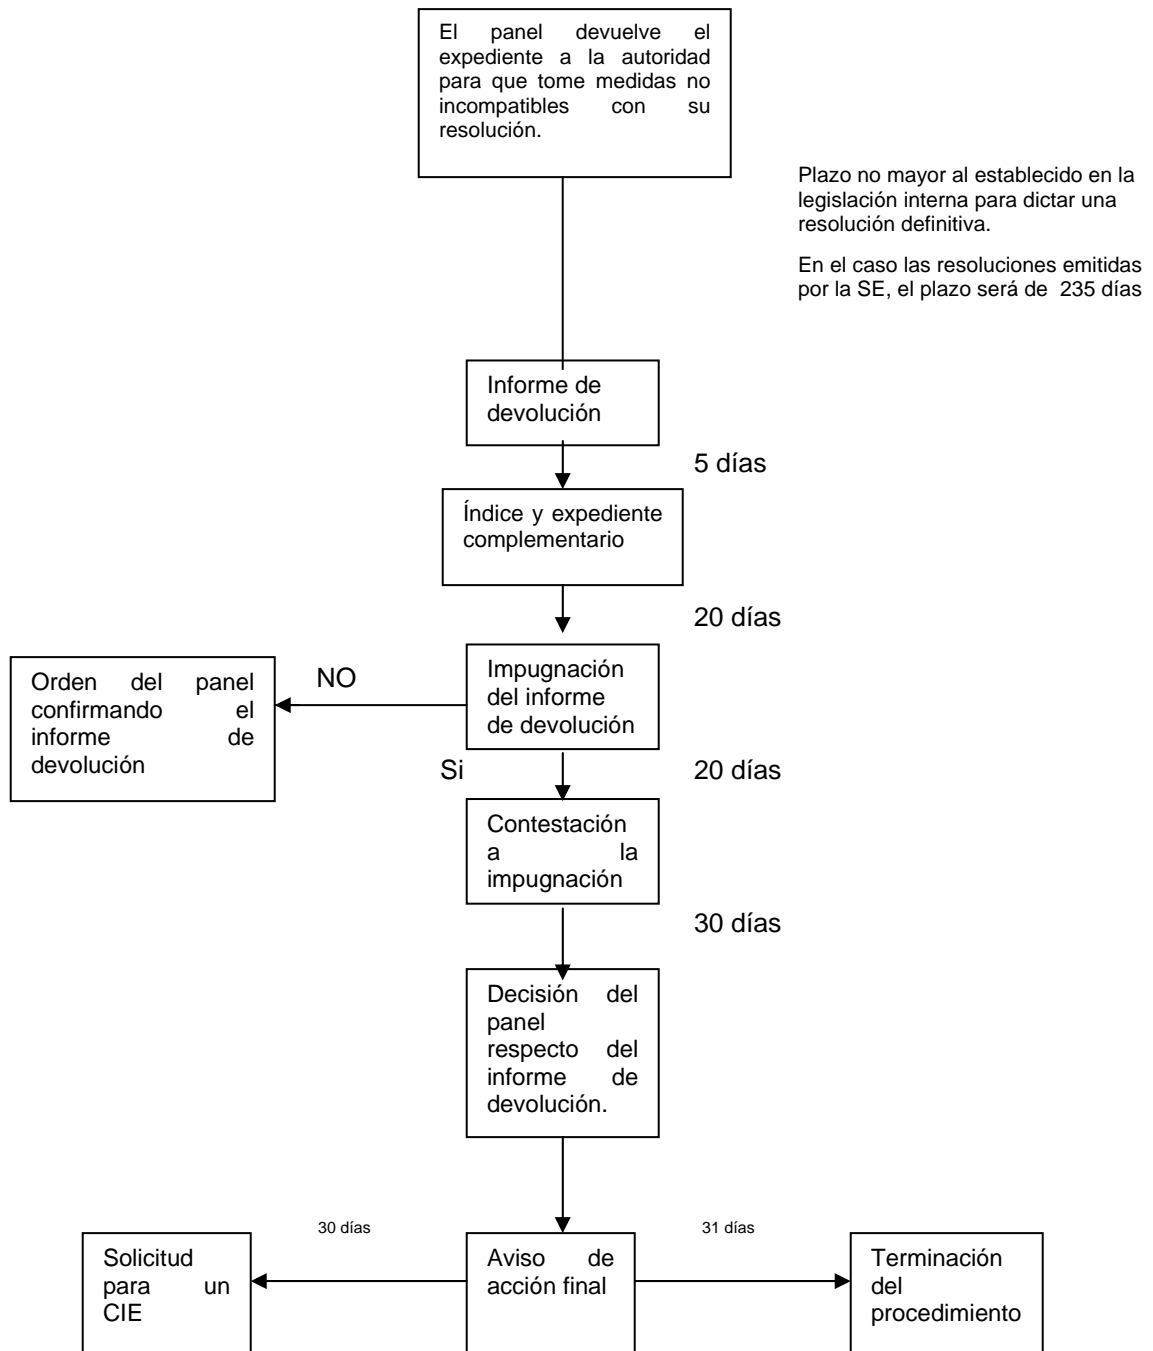 El panel devuelve el
expediente a la autoridad
para que tome medidas no
incompatibles con su
resolución.
Plazo no mayor al establecido en la
legislación interna para dictar una
resolución definitiva.
En el caso las resoluciones emitidas
por la SE, el plazo será de 235 días
Informe de
devolución
5 días
Índice y expediente
complementario
20 días
Impugnación
del informe
de devolución
NO
Orden del panel
confirmando el
informe de
devolución
Si
20 días
Contestación
a la
impugnación
30 días
Decisión del
panel
respecto del
informe de
devolución.
30 días
31 días
Solicitud
para un
CIE
Aviso de
acción final
Terminación
del
procedimiento